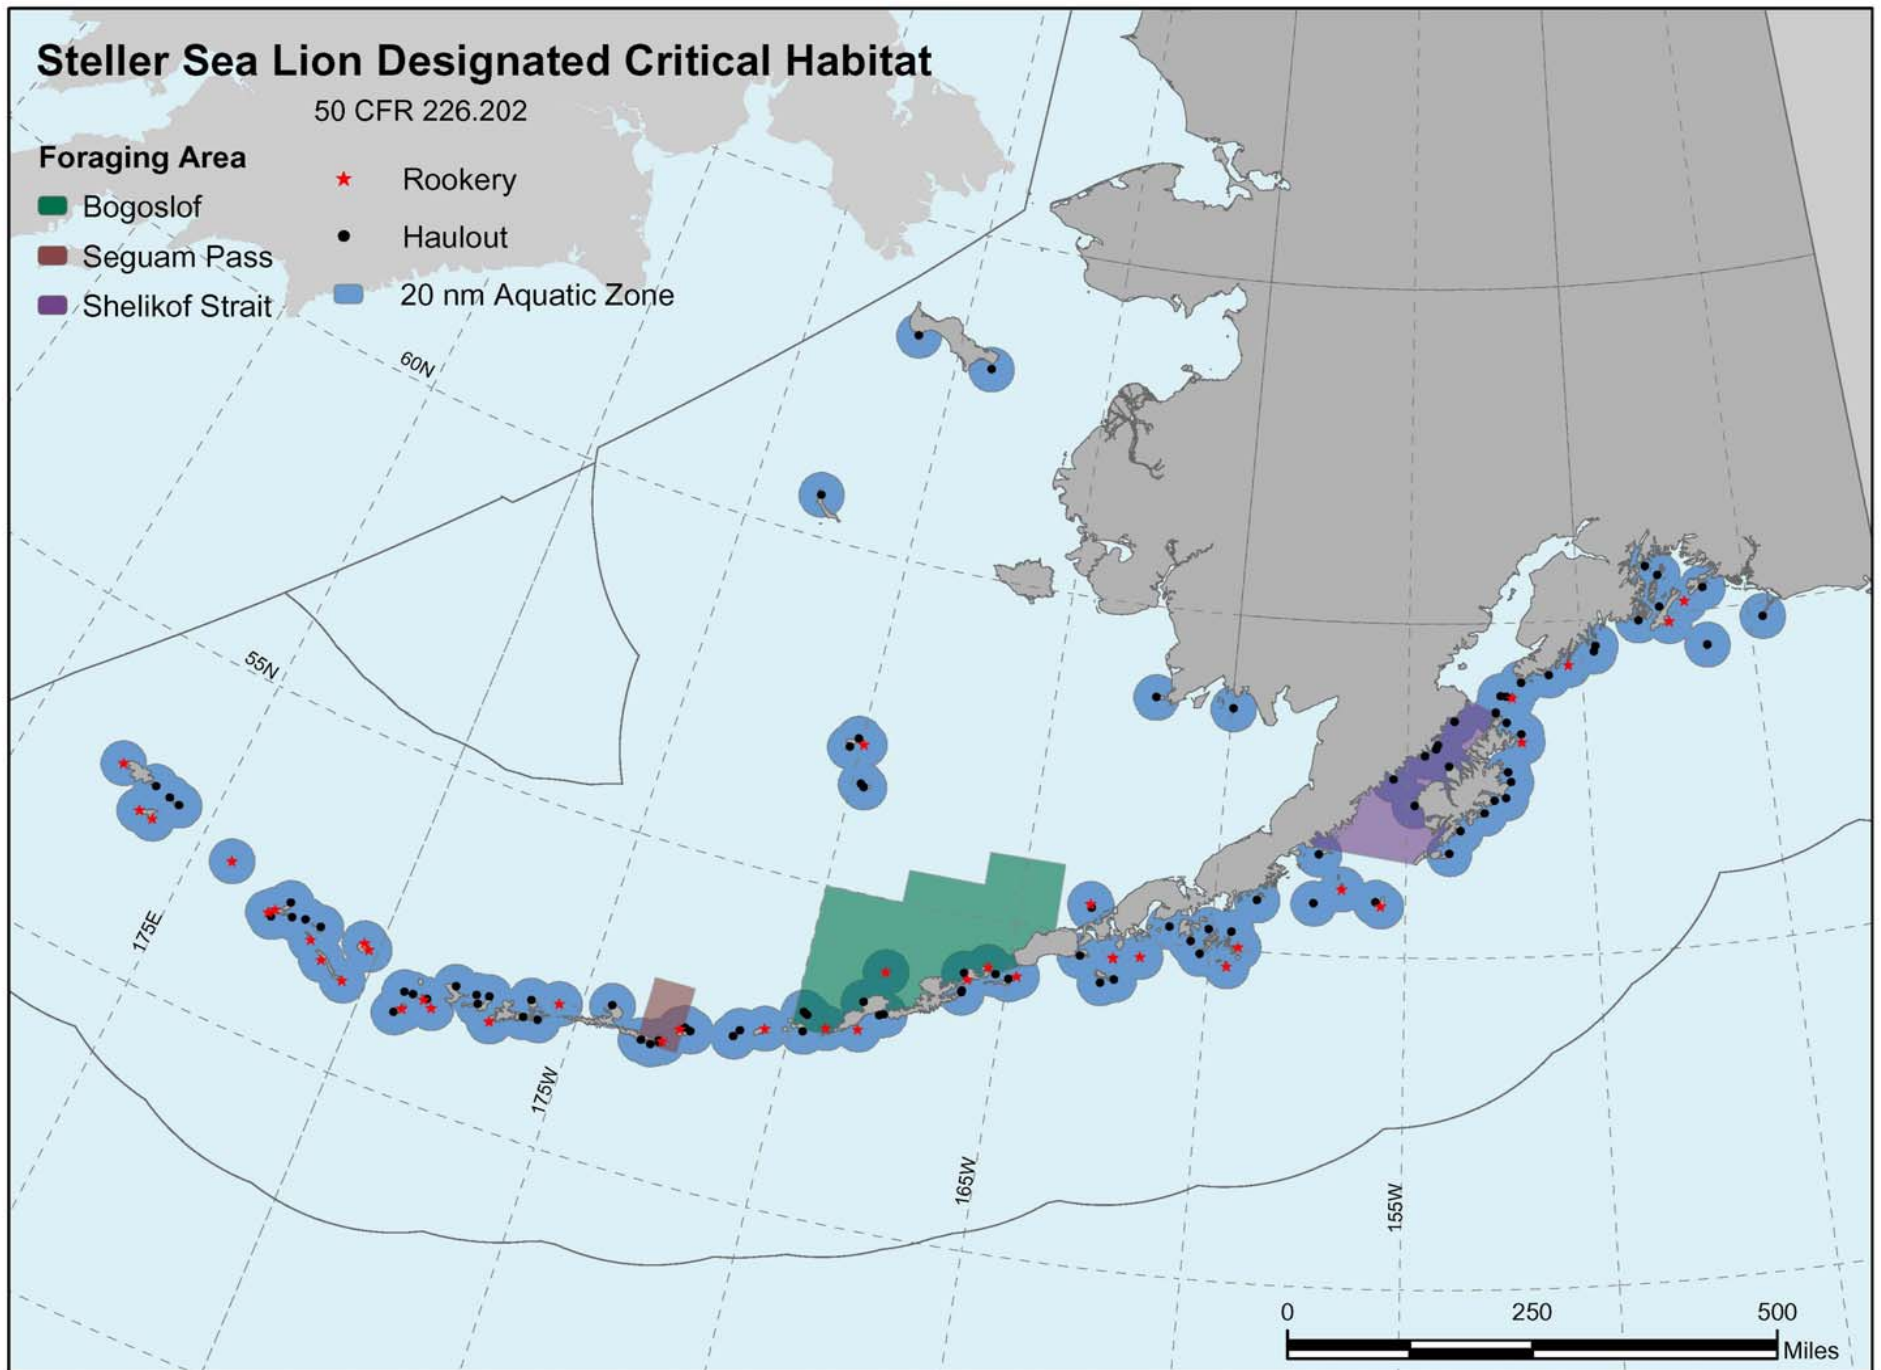 Steller Sea Lion Designated Critical Habitat
50 CFR 226.202
Foraging Area
Bogoslof
Seguam Pass
Shelikof Strait
Rookery
Haulout
20 nm Aquatic Zone
60N
55N
175E
175W
165W
155W
0 250 500
Miles